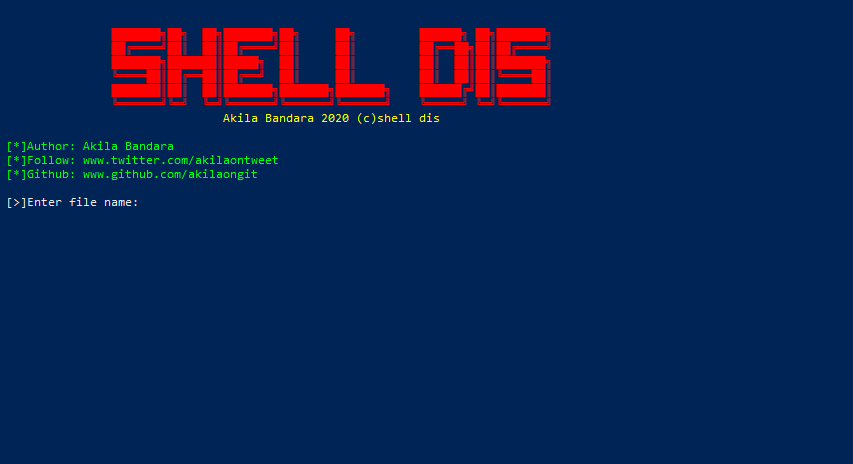 SHELL DIS
Akila Bandara 2020 (c)shell dis
[*]Author: Akila Bandara
[*]Follow: www.twitter.com/akilaontweet
[*]Github: www.github.com/akilaongit
[>]Enter file name: